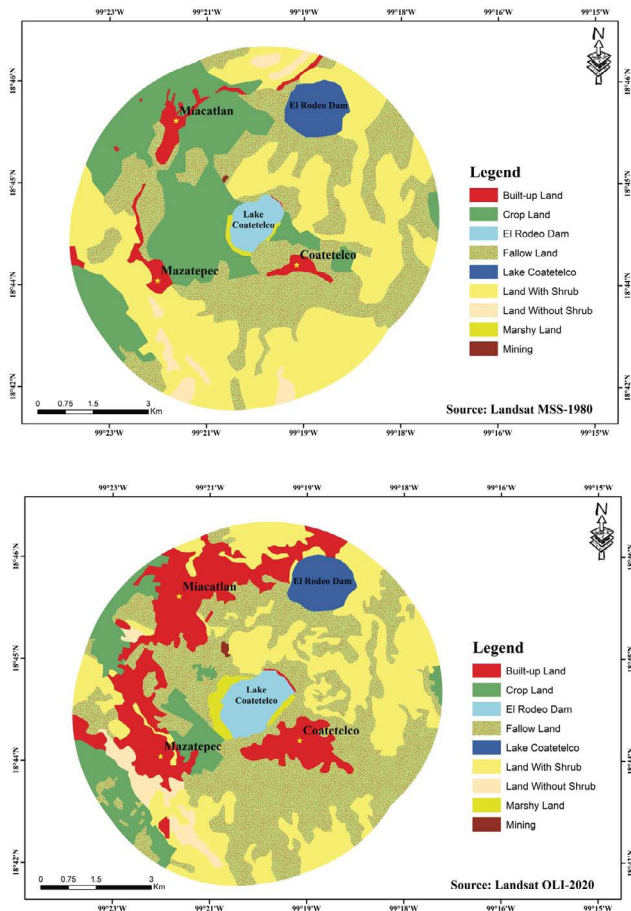 99°23'W 99°21'W 99°19'W 99°18'W 99°16'W 99°15'W
N
18°46'N
18°45'N
18°44'N
18°42'N
Miacatlan
El Rodeo Dam
Lake
Coatetelco
Coatetelco
Mazatepec
Legend
Built-up Land
Crop Land
El Rodeo Dam
Fallow Land
Lake Coatetelco
Land With Shrub
Land Without Shrub
Marshy Land
Mining
0 0.75 1.5 3
Km
Source: Landsat MSS-1980
18°46'N
18°45'N
18°44'N
18°42'N
99°23'W 99°21'W 99°19'W 99°18'W 99°16'W 99°15'W
99°23'W 99°21'W 99°19'W 99°18'W 99°16'W 99°15'W
N
18°46'N
18°45'N
18°44'N
18°42'N
Miacatlan
El Rodeo Dam
Lake
Coatetelco
Coatetelco
Mazatepec
Legend
Built-up Land
Crop Land
El Rodeo Dam
Fallow Land
Lake Coatetelco
Land With Shrub
Land Without Shrub
Marshy Land
Mining
0 0.75 1.5 3
Km
Source: Landsat OLI-2020
18°46'N
18°45'N
18°44'N
18°42'N
99°23'W 99°21'W 99°19'W 99°18'W 99°16'W 99°15'W